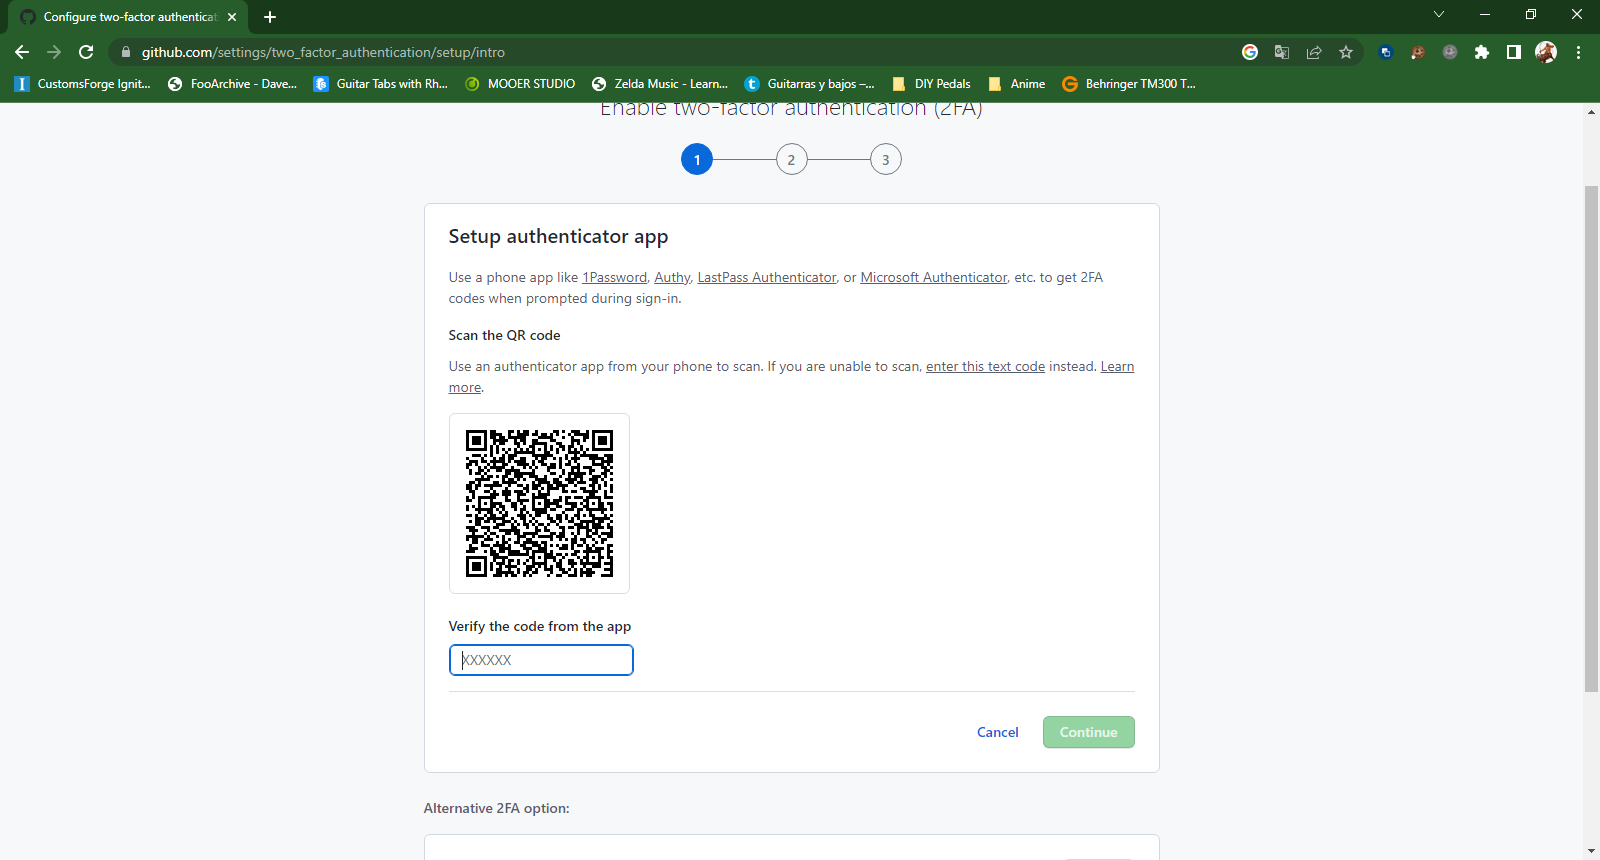 Configure two-factor authenticat
github.com/settings/two_factor_authentication/setup/intro
CustomsForge Ignit...
FooArchive - Dave...
Guitar Tabs with Rh...
MOOER STUDIO
Zelda Music - Learn...
Guitarras y bajos –...
DIY Pedals
Anime
Behringer TM300 T...
Enable two-factor authentication (2FA)
1
2
3
Setup authenticator app
Use a phone app like 1Password, Authy, LastPass Authenticator, or Microsoft Authenticator, etc. to get 2FA
codes when prompted during sign-in.
Scan the QR code
Use an authenticator app from your phone to scan. If you are unable to scan, enter this text code instead. Learn
more.
Verify the code from the app
XXXXXX
Cancel
Continue
Alternative 2FA option: